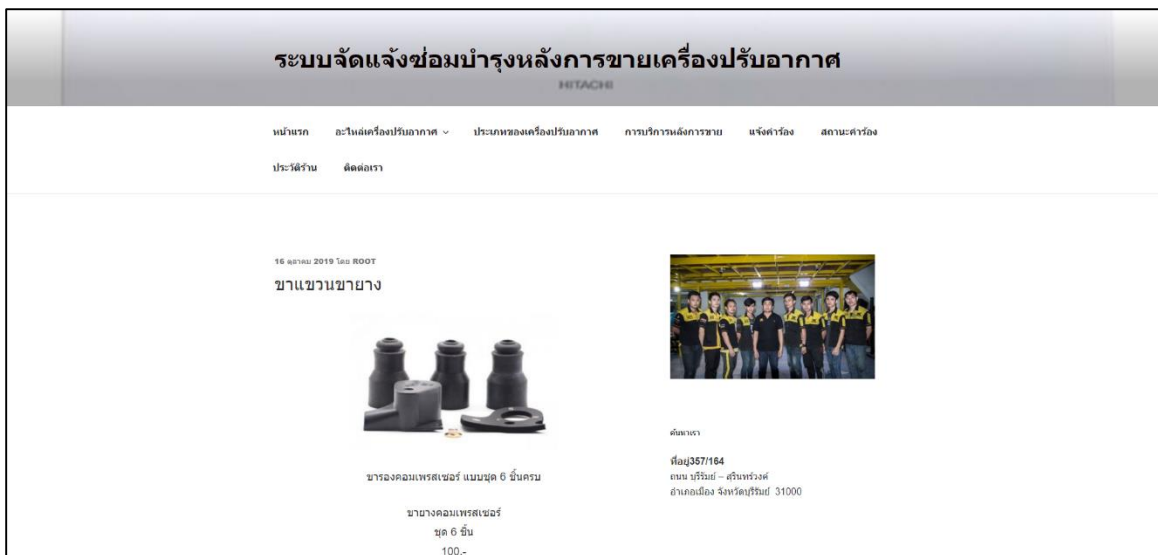 ระบบจัดแจ้งซ่อมบำรุงหลังการขายเครื่องปรับอากาศ
HITACHI
หน้าแรก อะไหล่เครื่องปรับอากาศ ประเภทของเครื่องปรับอากาศ การบริการหลังการขาย แจ้งคำร้อง สถานะคำร้อง
ประวัติร้าน ติดต่อเรา
16 ตุลาคม 2019 โดย ROOT
ขาแขวนขายาง
ขารองคอมเพรสเซอร์ แบบชุด 6 ชิ้นครบ
ขายางคอมเพรสเซอร์
ชุด 6 ชิ้น
100.-
ค้นหาเรา
ที่อยู่357/164
ถนน บุรีรัมย์ – สุรินทร์วงค์
อำเภอเมือง จังหวัดบุรีรัมย์ 31000